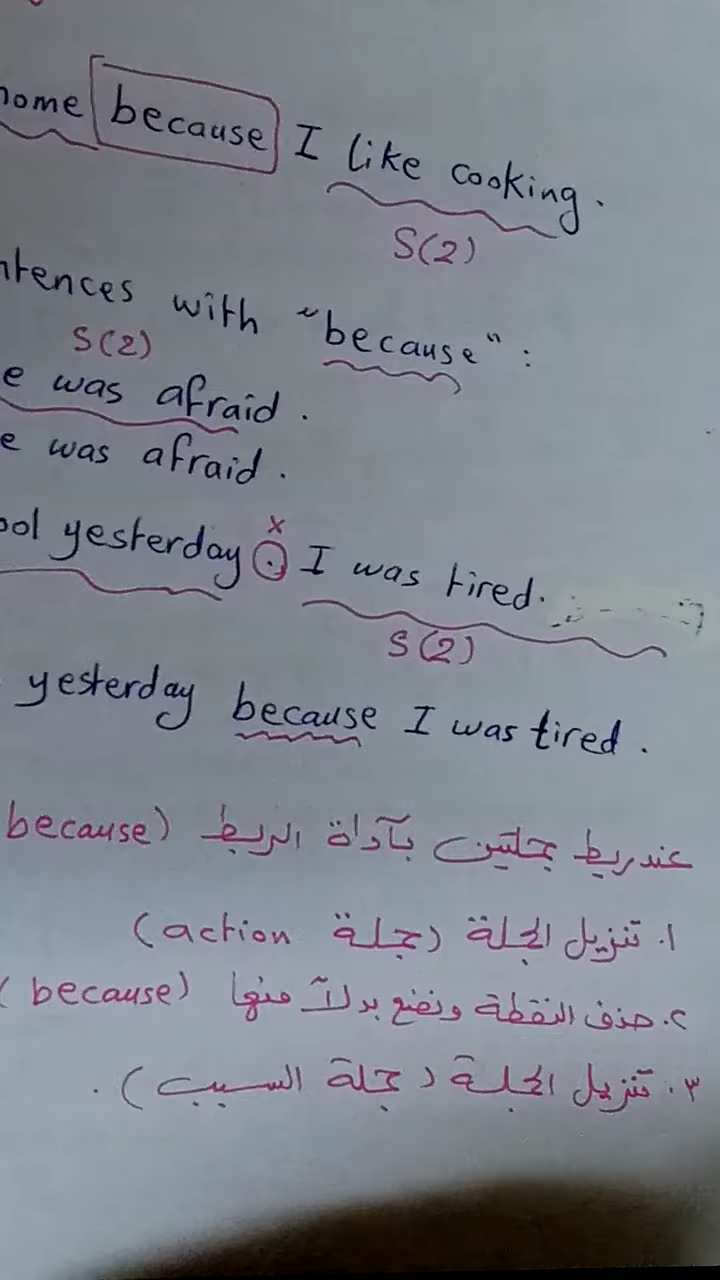 home because I like cooking.
S(2)
ntences with "because" :
S(2)
e was afraid.
e was afraid.
x
ool yesterday . I was tired.
S(2)
yesterday because I was tired.
عند ربط جملتين بآداة الربط (because
١. تنزيل الجملة (جملة action)
٢. حذف النقطة ونضع بدلاً منها (because)
٣. تنزيل الجملة (جملة السبب).